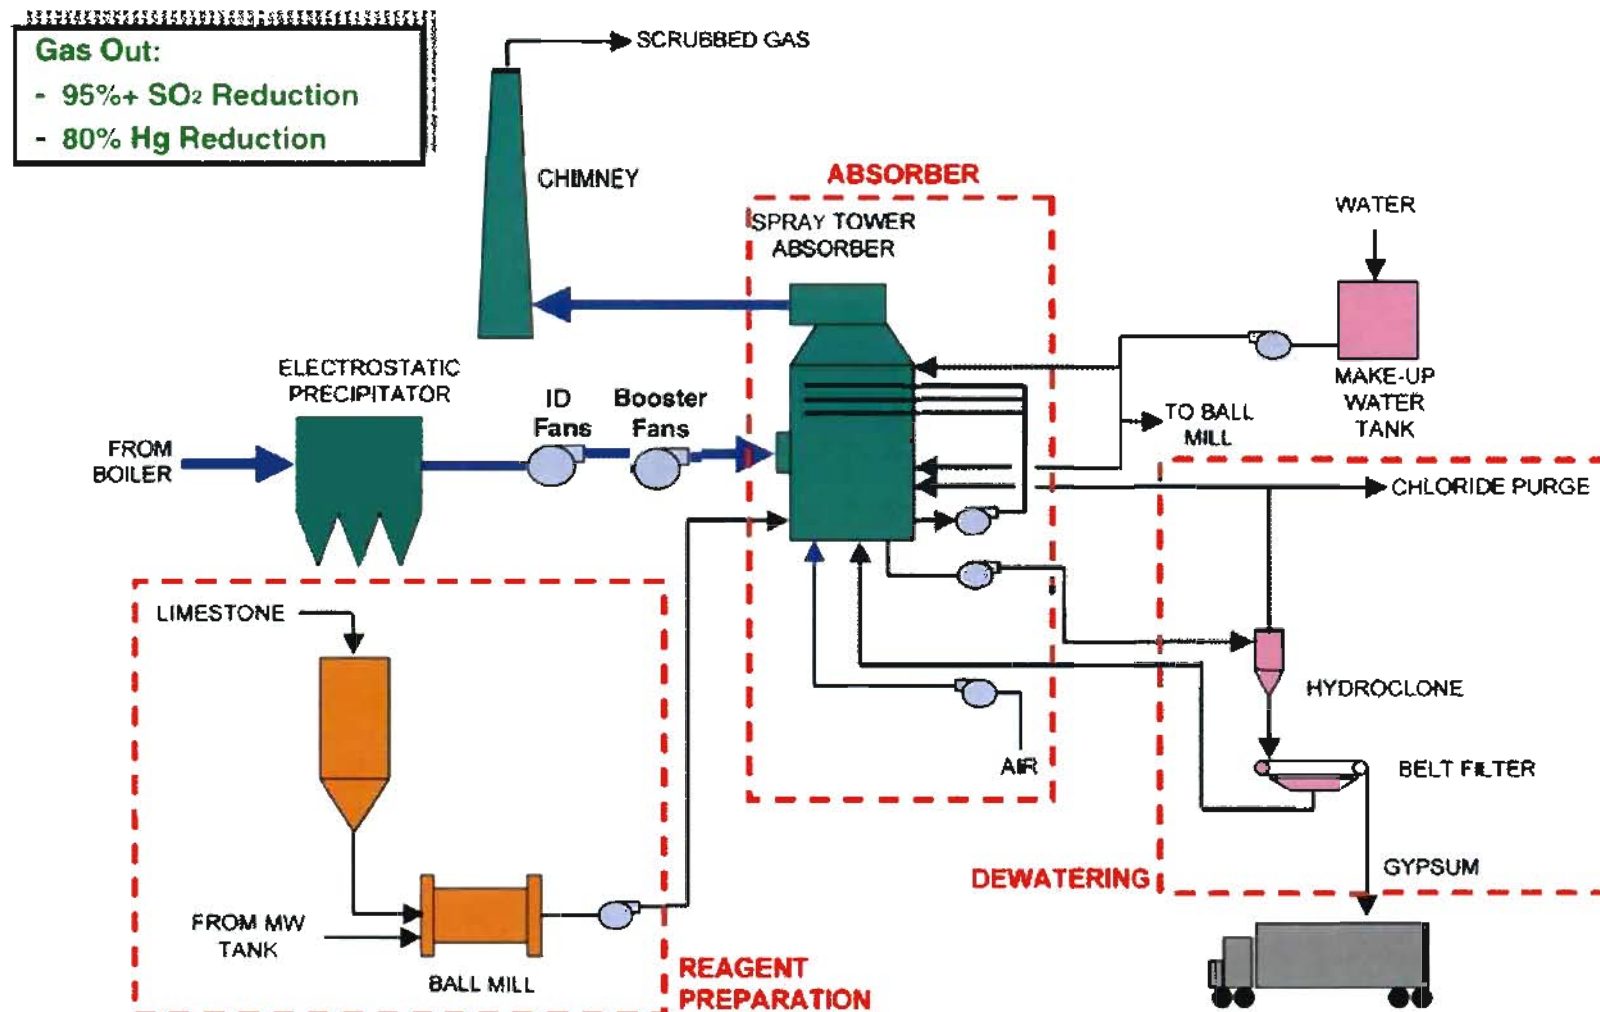 Gas Out:
- 95%+ SO2 Reduction
- 80% Hg Reduction
SCRUBBED GAS
CHIMNEY
ABSORBER
SPRAY TOWER
ABSORBER
WATER
MAKE-UP
WATER
TANK
ELECTROSTATIC
PRECIPITATOR
ID
Fans
Booster
Fans
FROM
BOILER
TO BALL
MILL
CHLORIDE PURGE
LIMESTONE
HYDROCLONE
AIR
BELT FILTER
DEWATERING
GYPSUM
FROM MW
TANK
BALL MILL
REAGENT
PREPARATION